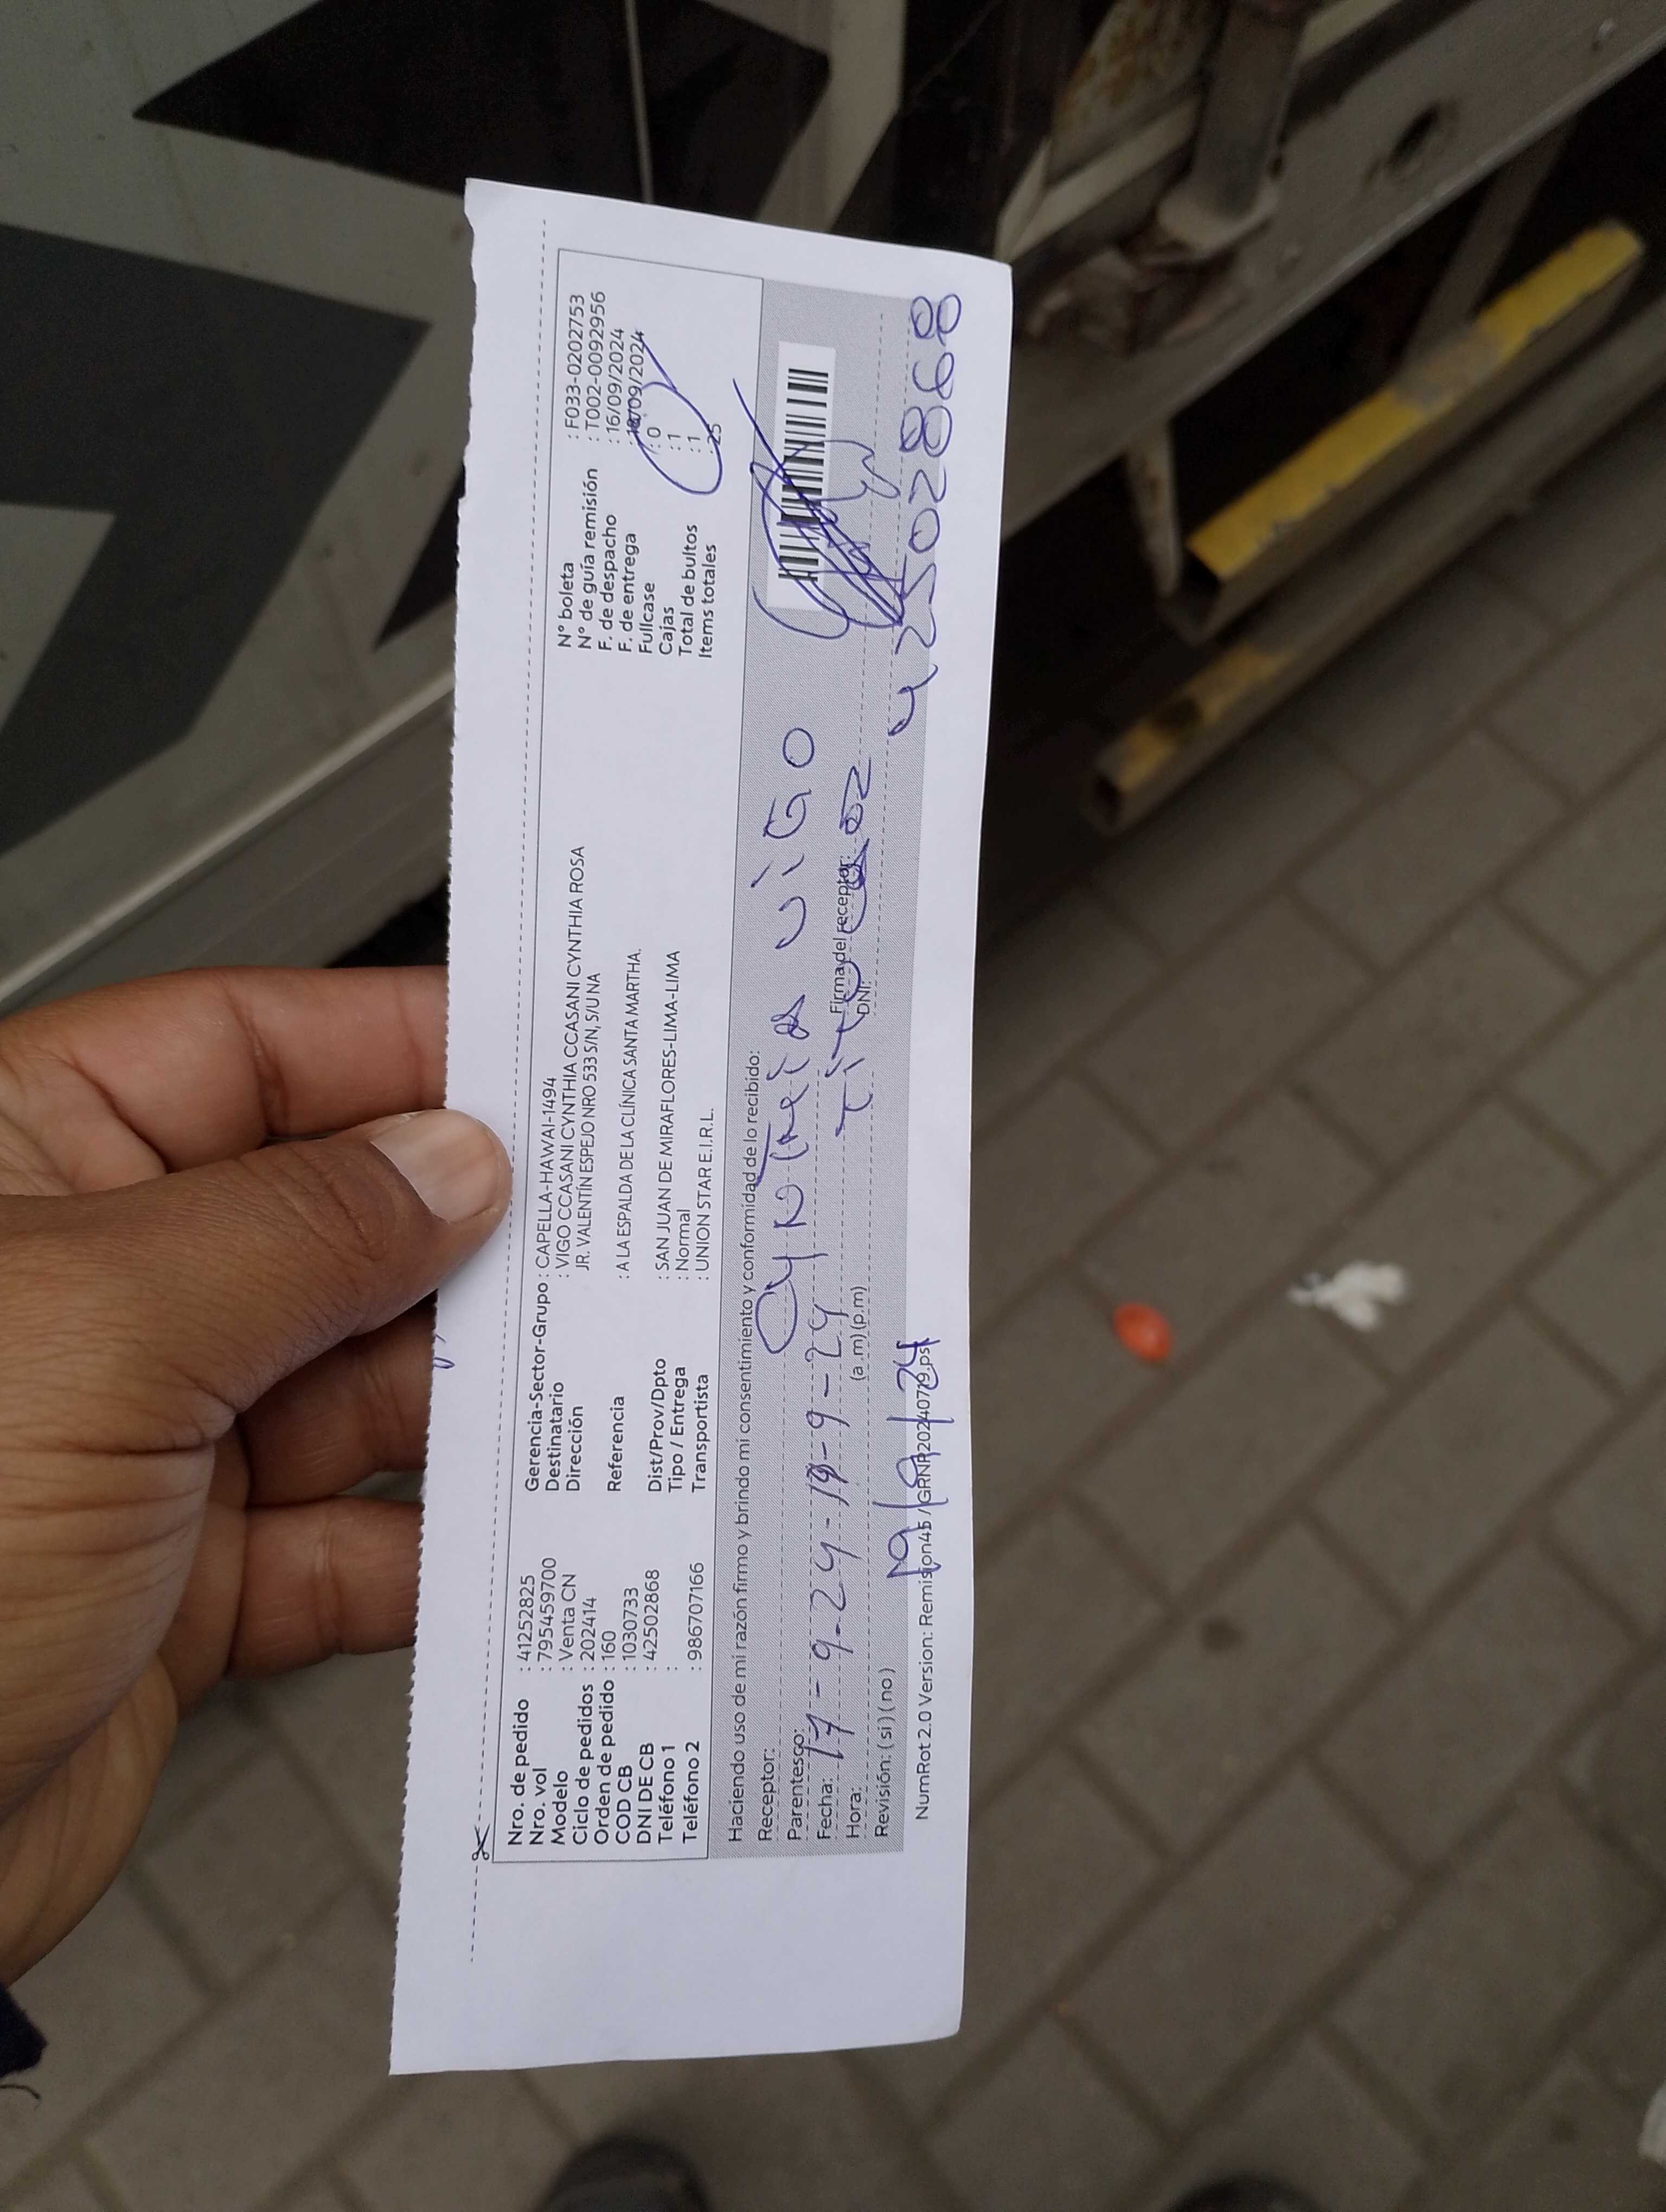 Nro. de pedido : 41252825
Nro. vol : 795459700
Modelo : Venta CN
Ciclo de pedidos : 202414
Orden de pedido : 160
COD CB : 1030733
DNI DE CB : 42502868
Teléfono 1 :
Teléfono 2 : 986707166
Gerencia-Sector-Grupo : CAPELLA-HAWAI-1494
Destinatario : VIGO CCASANI CYNTHIA CCASANI CYNTHIA ROSA
Dirección JR. VALENTÍN ESPEJO NRO 533 S/N, S/U NA
Referencia : A LA ESPALDA DE LA CLÍNICA SANTA MARTHA.
Dist/Prov/Dpto : SAN JUAN DE MIRAFLORES-LIMA-LIMA
Tipo / Entrega : Normal
Transportista : UNION STAR E.I.R.L.
N° boleta : F033-0202753
N° de guía remisión : T002-0092956
F. de despacho : 16/09/2024
F. de entrega : 18/09/2024
Fullcase : 0
Cajas : 1
Total de bultos : 1
Items totales : 25
Haciendo uso de mi razón firmo y brindo mi consentimiento y conformidad de lo recibido:
Receptor: Cynthia Vigo
Parentesco: Titular
Fecha: 17-9-24-19-9-24
Hora: (a .m) (p.m)
Firma del receptor:
DNI: 42502868
Revisión: ( si ) ( no )
19/9/24
NumRot 2.0 Version: Remision45 / GRNR20240719.psf